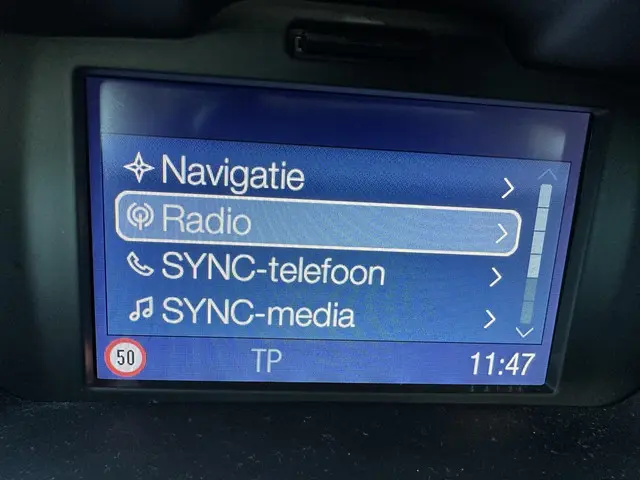 Navigatie
Radio
SYNC-telefoon
SYNC-media
50 TP 11:47